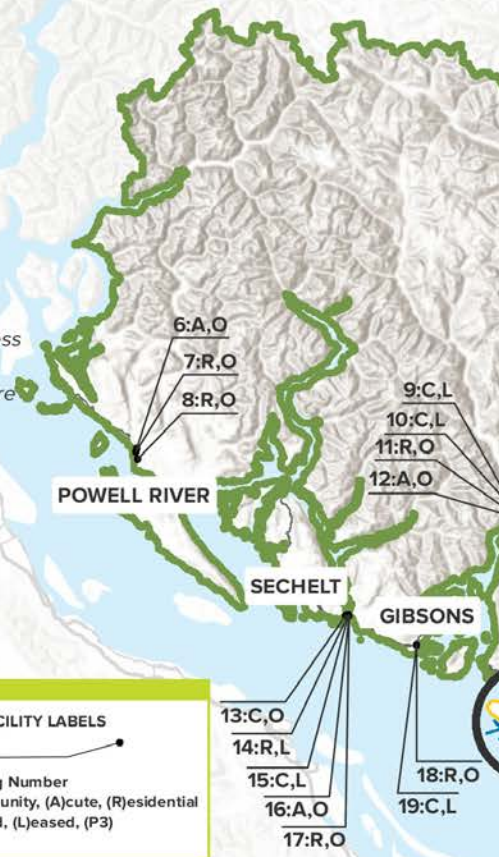 ess
re
6:A,O
7:R,O
8:R,O
9:C,L
10:C,L
11:R,O
12:A,O
POWELL RIVER
SECHELT
GIBSONS
13:C,O
14:R,L
15:C,L
16:A,O
17:R,O
18:R,O
19:C,L
CILITY LABELS
g Number
unity, (A)cute, (R)esidential
d, (L)eased, (P3)